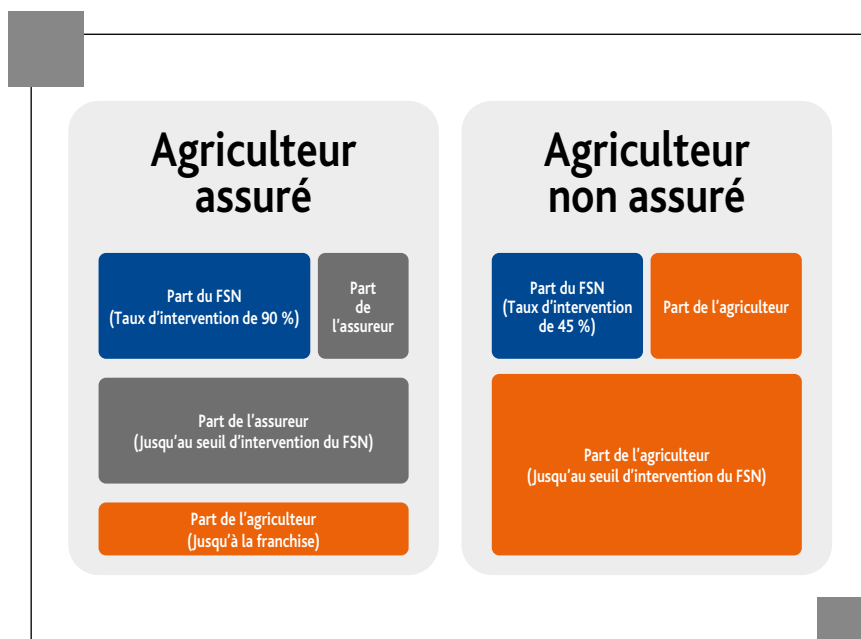 Agriculteur
assuré
Part du FSN
(Taux d'intervention de 90 %)
Part
de
l'assureur
Part de l'assureur
(Jusqu'au seuil d'intervention du FSN)
Part de l'agriculteur
(Jusqu'à la franchise)
Agriculteur
non assuré
Part du FSN
(Taux d'intervention
de 45 %)
Part de l'agriculteur
Part de l'agriculteur
(Jusqu'au seuil d'intervention du FSN)